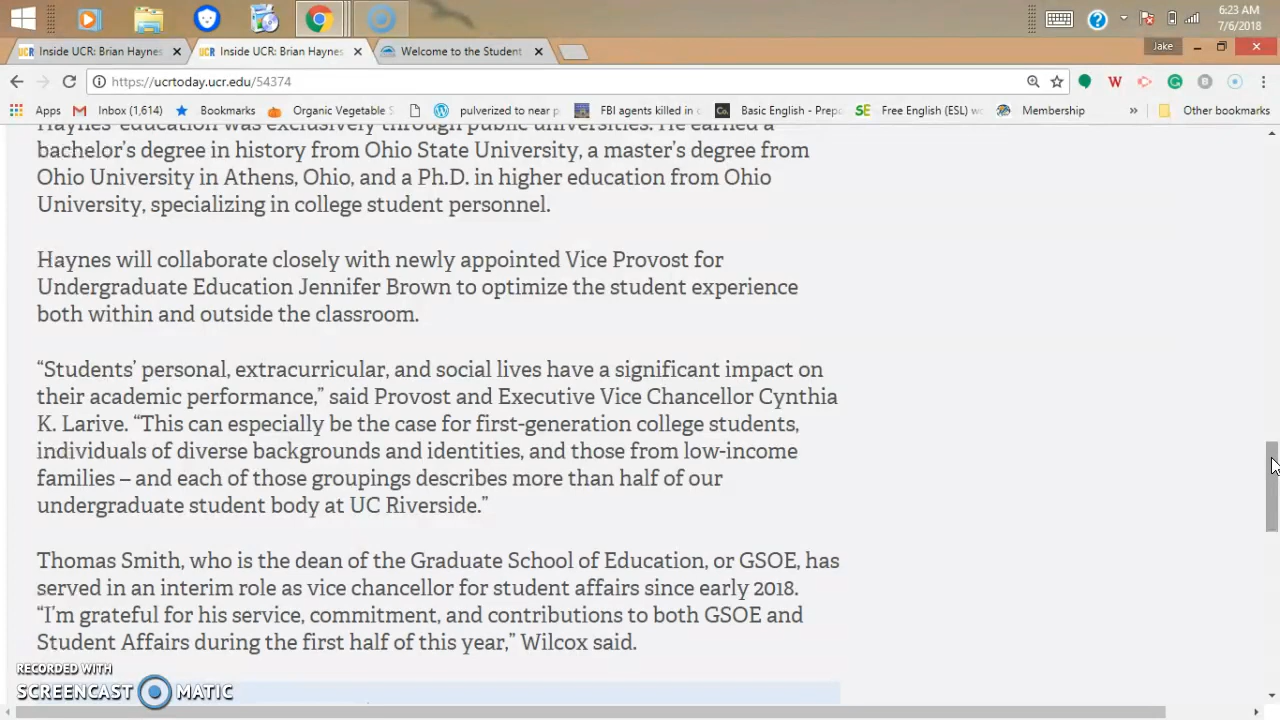 6:23 AM
7/6/2018
Inside UCR: Brian Haynes
Inside UCR: Brian Haynes
Welcome to the Student
Jake
https://ucrtoday.ucr.edu/54374
Apps
Inbox (1,614)
Bookmarks
Organic Vegetable S
pulverized to near p
FBI agents killed in c
Basic English - Prep
Free English (ESL) w
Membership
»
Other bookmarks
Haynes' education was exclusively through public universities. He earned a
bachelor's degree in history from Ohio State University, a master's degree from
Ohio University in Athens, Ohio, and a Ph.D. in higher education from Ohio
University, specializing in college student personnel.
Haynes will collaborate closely with newly appointed Vice Provost for
Undergraduate Education Jennifer Brown to optimize the student experience
both within and outside the classroom.
“Students' personal, extracurricular, and social lives have a significant impact on
their academic performance,” said Provost and Executive Vice Chancellor Cynthia
K. Larive. “This can especially be the case for first-generation college students,
individuals of diverse backgrounds and identities, and those from low-income
families – and each of those groupings describes more than half of our
undergraduate student body at UC Riverside.”
Thomas Smith, who is the dean of the Graduate School of Education, or GSOE, has
served in an interim role as vice chancellor for student affairs since early 2018.
“I'm grateful for his service, commitment, and contributions to both GSOE and
Student Affairs during the first half of this year,” Wilcox said.
RECORDED WITH
SCREENCAST MATIC